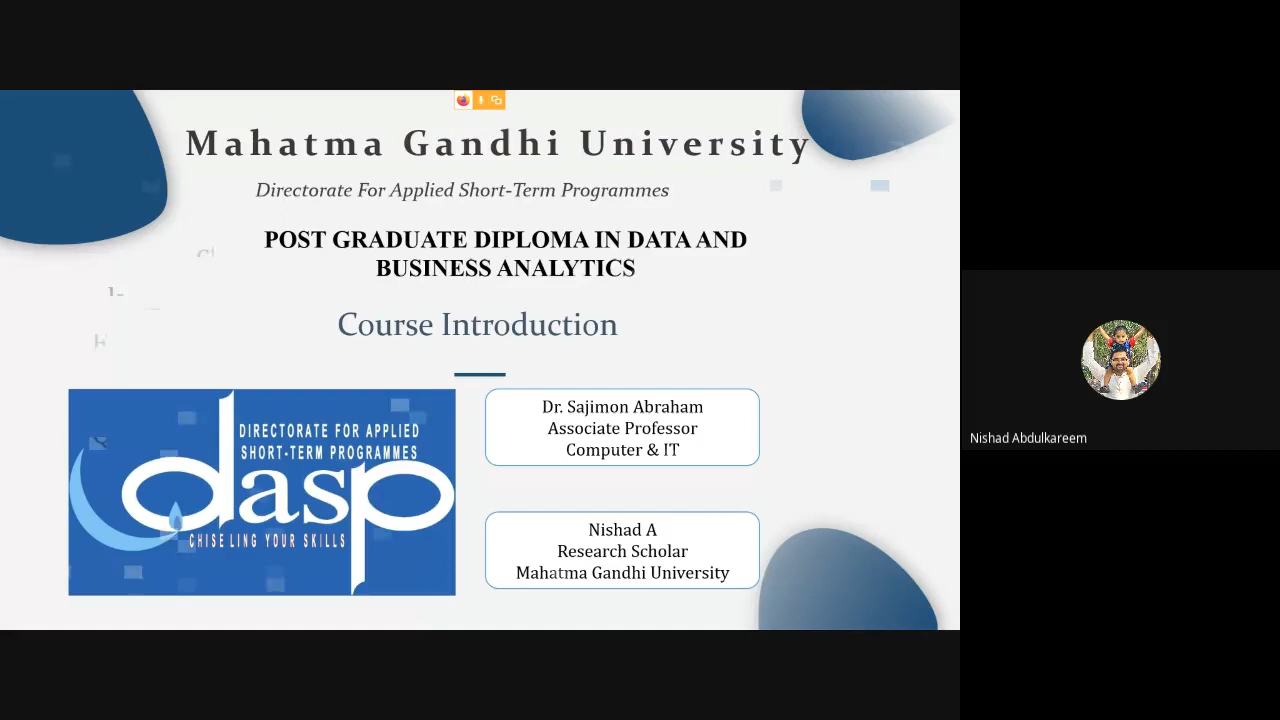 Mahatma Gandhi University
Directorate For Applied Short-Term Programmes
POST GRADUATE DIPLOMA IN DATA AND
BUSINESS ANALYTICS
Course Introduction
DIRECTORATE FOR APPLIED
SHORT-TERM PROGRAMMES
dasp
CHISELING YOUR SKILLS
Dr. Sajimon Abraham
Associate Professor
Computer & IT
Nishad A
Research Scholar
Mahatma Gandhi University
Nishad Abdulkareem